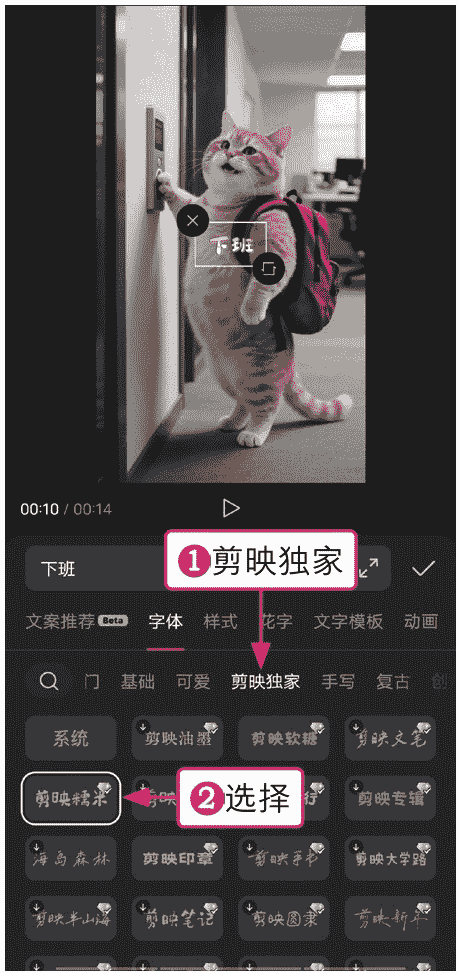 下班
00:10 / 00:14
❶剪映独家
下班
文案推荐 Beta 字体 样式 花字 文字模板 动画
门 基础 可爱 剪映独家 手写 复古 创
系统 剪映油墨 剪映软糖 剪映文笔
剪映糯米 行 剪映专辑
❷选择
海岛森林 剪映印章 剪映手书 剪映大学路
剪映半山海 剪映笔记 剪映圆隶 剪映新年